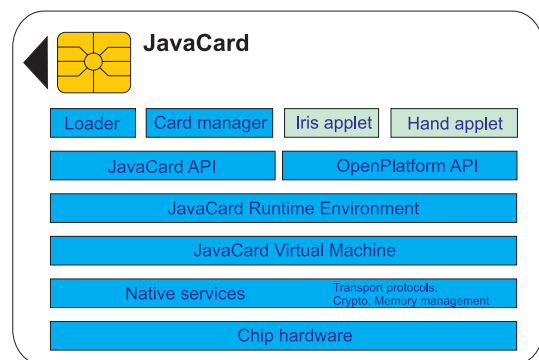 JavaCard
Loader
Card manager
Iris applet
Hand applet
JavaCard API
OpenPlatform API
JavaCard Runtime Environment
JavaCard Virtual Machine
Native services
Transport protocols,
Crypto, Memory management
Chip hardware